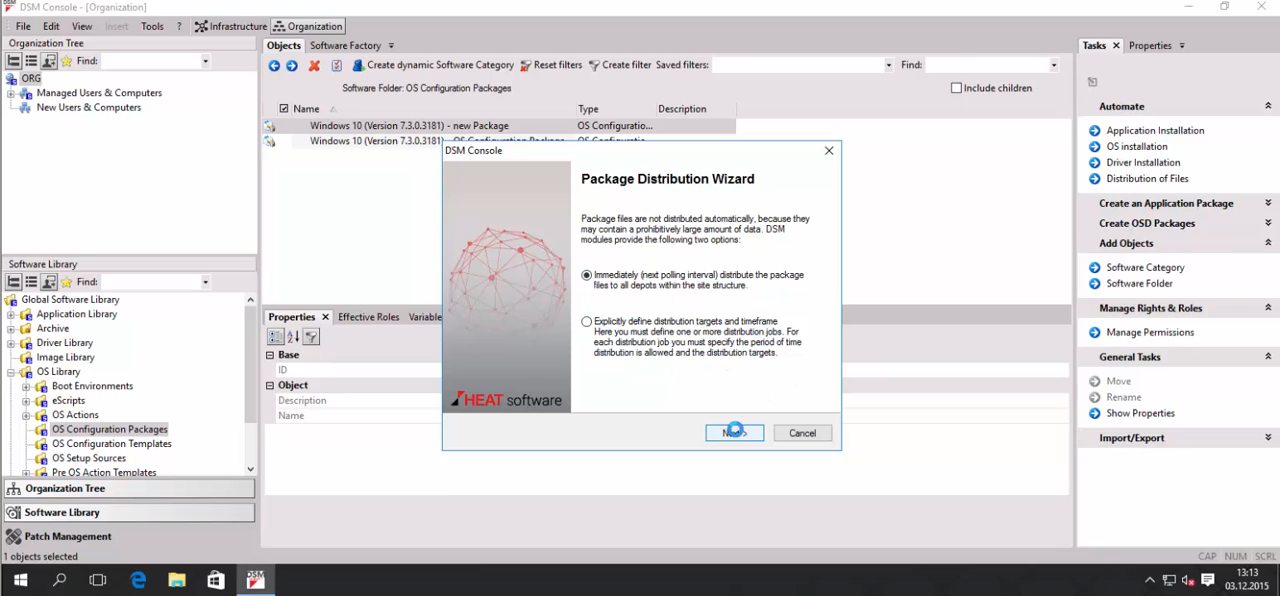 DSM Console - [Organization]
File Edit View Insert Tools ? Infrastructure Organization
Organization Tree
Find:
ORG
Managed Users & Computers
New Users & Computers
Software Library
Find:
Global Software Library
Application Library
Archive
Driver Library
Image Library
OS Library
Boot Environments
eScripts
OS Actions
OS Configuration Packages
OS Configuration Templates
OS Setup Sources
Pre OS Action Templates
Organization Tree
Software Library
Patch Management
1 objects selected
Objects Software Factory
Create dynamic Software Category Reset filters Create filter Saved filters: Find:
Software Folder: OS Configuration Packages Include children
Name Type Description
Windows 10 (Version 7.3.0.3181) - new Package OS Configuratio...
Windows 10 (Version 7.3.0.3181) - OS Configuration Package OS Configuratio...
DSM Console
Package Distribution Wizard
Package files are not distributed automatically, because they
may contain a prohibitively large amount of data. DSM
modules provide the following two options:
Immediately (next polling interval) distribute the package
files to all depots within the site structure.
Explicitly define distribution targets and timeframe
Here you must define one or more distribution jobs. For
each distribution job you must specify the period of time
distribution is allowed and the distribution targets.
HEAT software
Next > Cancel
Properties Effective Roles Variable
Base
ID
Object
Description
Name
Tasks Properties
Automate
Application Installation
OS installation
Driver Installation
Distribution of Files
Create an Application Package
Create OSD Packages
Add Objects
Software Category
Software Folder
Manage Rights & Roles
Manage Permissions
General Tasks
Move
Rename
Show Properties
Import/Export
CAP NUM SCRL
DSM
13:13
03.12.2015